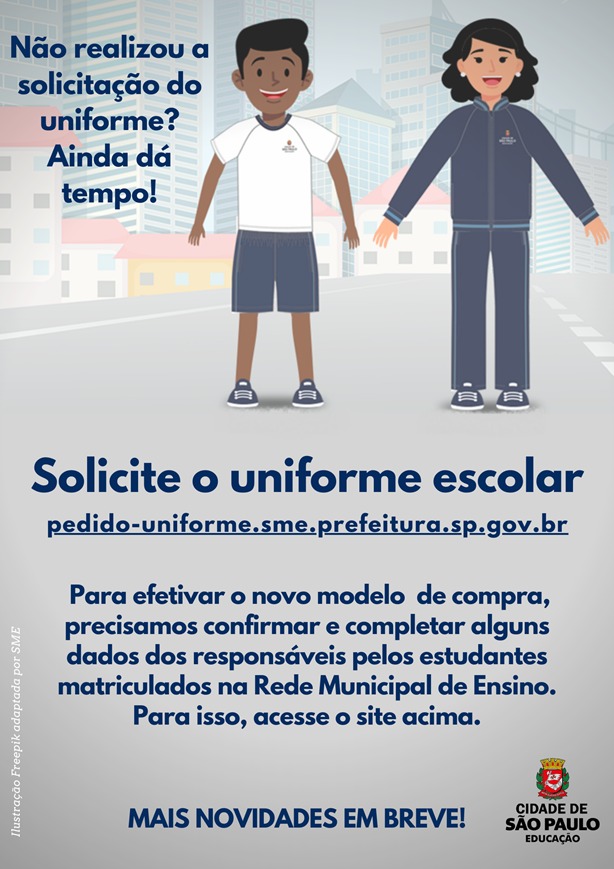 Não realizou a
solicitação do
uniforme?
Ainda dá
tempo!
Solicite o uniforme escolar
pedido-uniforme.sme.prefeitura.sp.gov.br
Para efetivar o novo modelo de compra,
precisamos confirmar e completar alguns
dados dos responsáveis pelos estudantes
matriculados na Rede Municipal de Ensino.
Para isso, acesse o site acima.
Ilustração Freepik adaptada por SME
MAIS NOVIDADES EM BREVE!
CIDADE DE
SÃO PAULO
EDUCAÇÃO